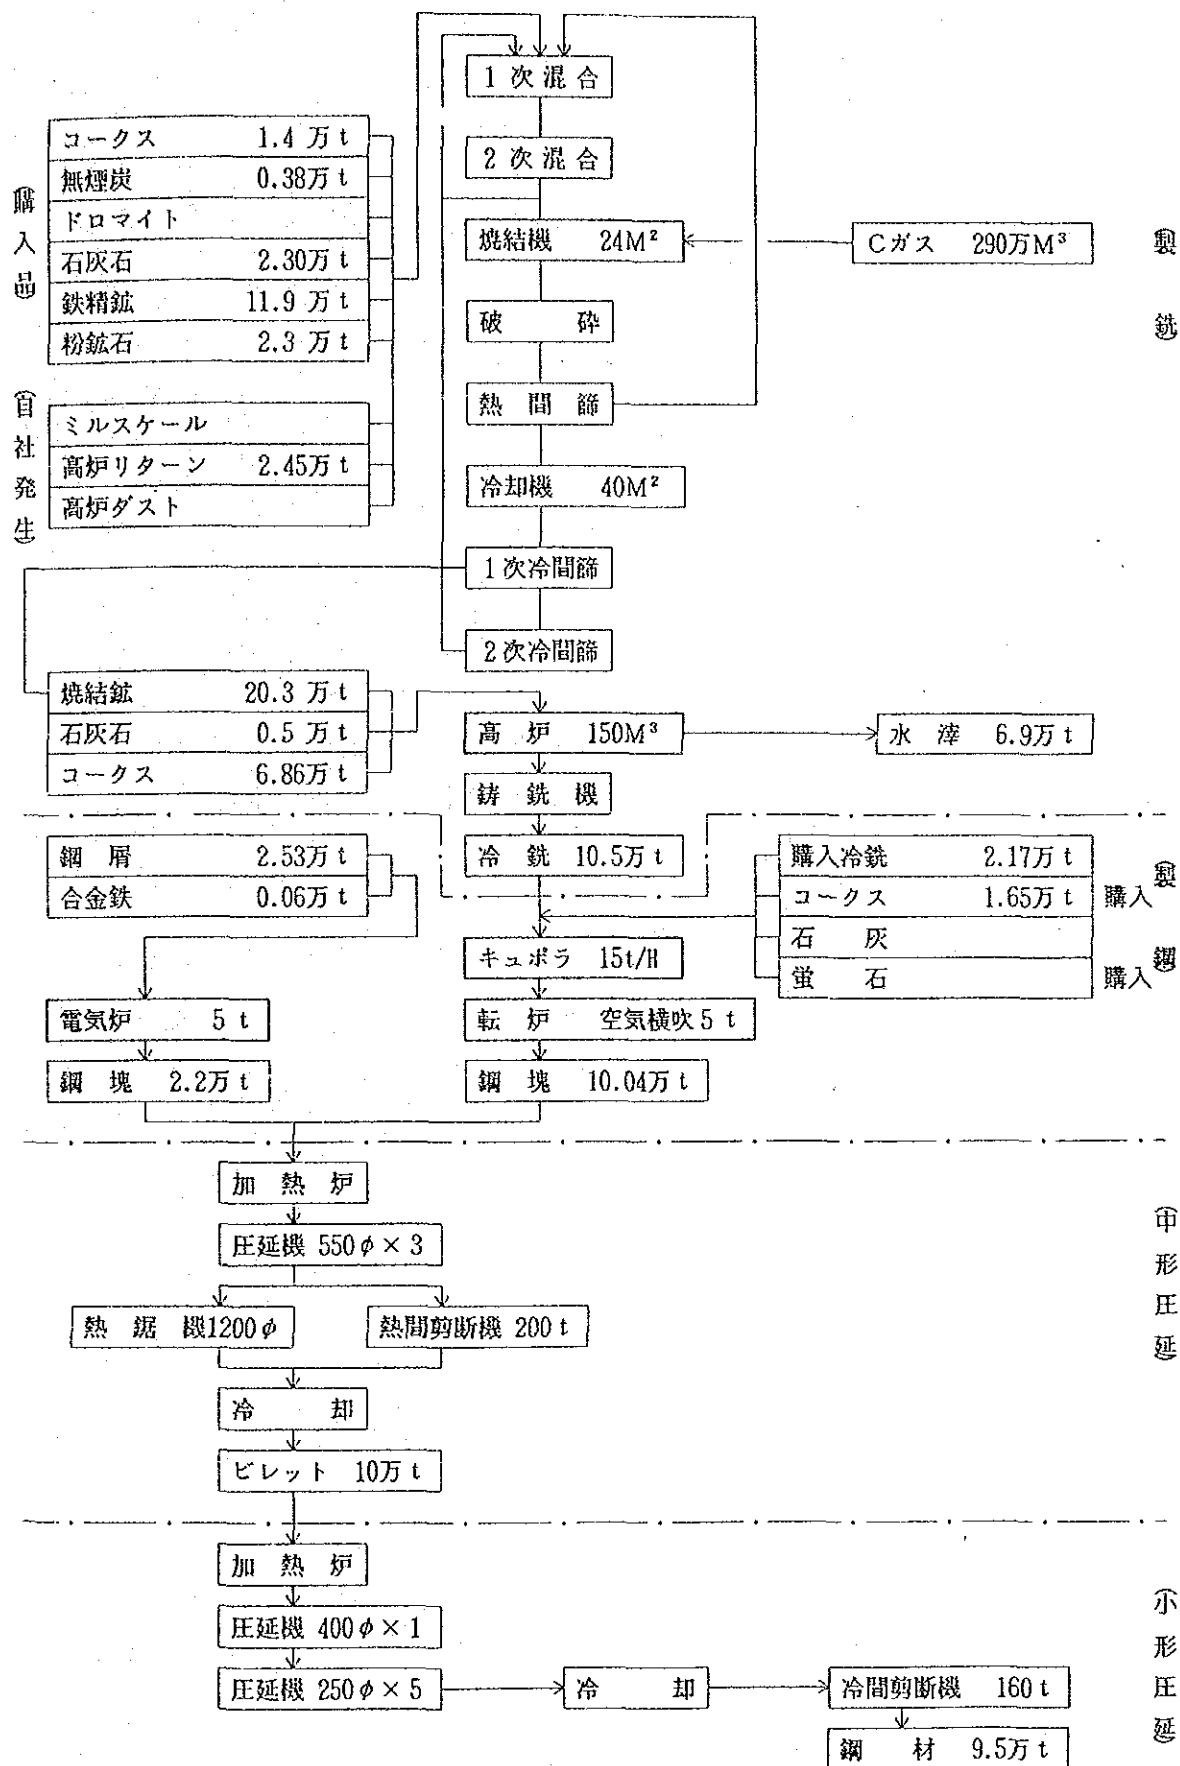 1次混合
2次混合
焼結機 24M²
破砕
熱間篩
冷却機 40M²
1次冷間篩
2次冷間篩
(購入品)
コークス 1.4万t
無煙炭 0.38万t
ドロマイト
石灰石 2.30万t
鉄精鉱 11.9万t
粉鉱石 2.3万t
(自社発生)
ミルスケール
高炉リターン 2.45万t
高炉ダスト
Cガス 290万M³
(製銑)
焼結鉱 20.3万t
石灰石 0.5万t
コークス 6.86万t
高炉 150M³
水滓 6.9万t
鋳銑機
冷銑 10.5万t
鋼屑 2.53万t
合金鉄 0.06万t
購入冷銑 2.17万t
コークス 1.65万t 購入
石灰
蛍石 購入
(製鋼)
キュポラ 15t/H
電気炉 5t
転炉 空気横吹5t
鋼塊 2.2万t
鋼塊 10.04万t
加熱炉
圧延機 550φ×3
熱鋸機1200φ
熱間剪断機 200t
冷却
ビレット 10万t
(中形圧延)
加熱炉
圧延機 400φ×1
圧延機 250φ×5
冷却
冷間剪断機 160t
鋼材 9.5万t
(小形圧延)